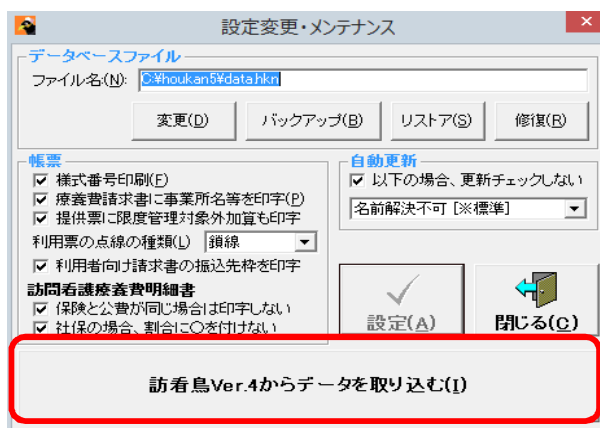 設定変更・メンテナンス
データベースファイル
ファイル名(N): C:¥houkan5¥data.hkn
変更(D) バックアップ(B) リストア(S) 修復(R)
帳票
様式番号印刷(F)
療養費請求書に事業所名等を印字(P)
提供票に限度管理対象外加算も印字
利用票の点線の種類(L) 鎖線
利用者向け請求書の振込先枠を印字
訪問看護療養費明細書
保険と公費が同じ場合は印字しない
社保の場合、割合に○を付けない
自動更新
以下の場合、更新チェックしない
名前解決不可 [※標準]
設定(A) 閉じる(C)
訪看鳥Ver.4からデータを取り込む(I)